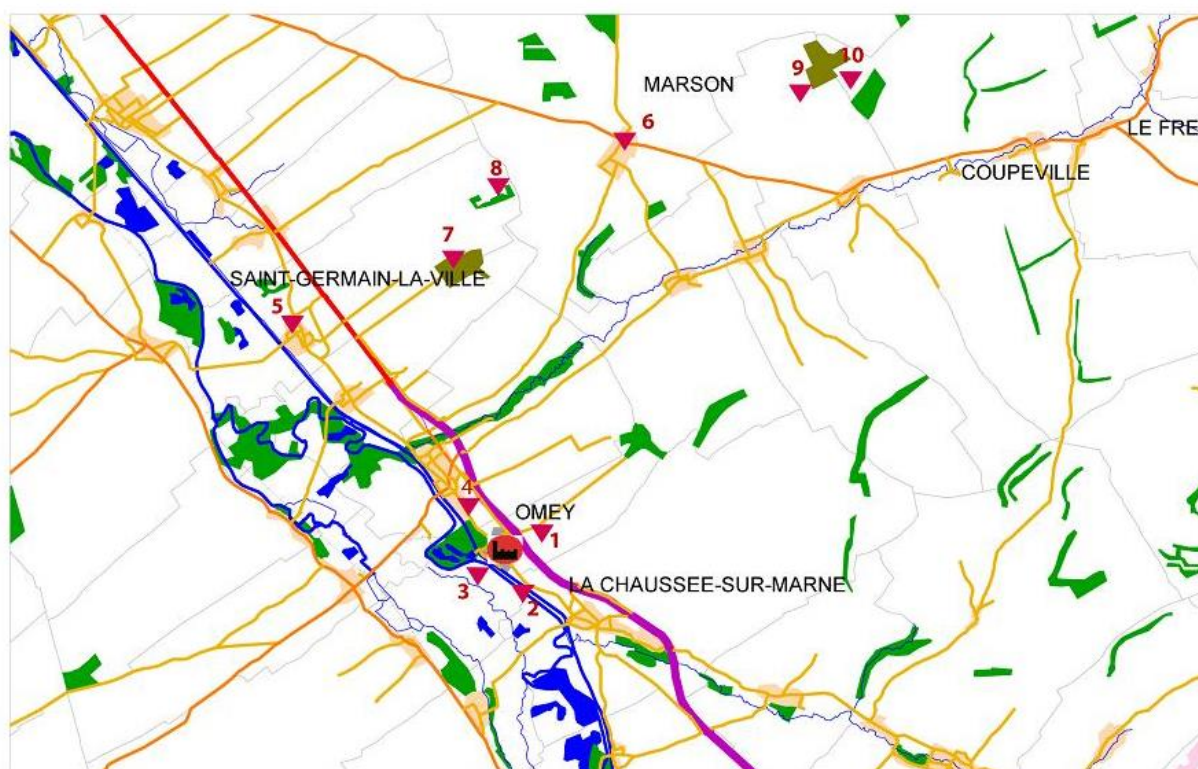 10
9
MARSON
6
LE FRE
8
COUPEVILLE
7
SAINT-GERMAIN-LA-VILLE
5
4
OMEY
1
3
2
LA CHAUSSEE-SUR-MARNE